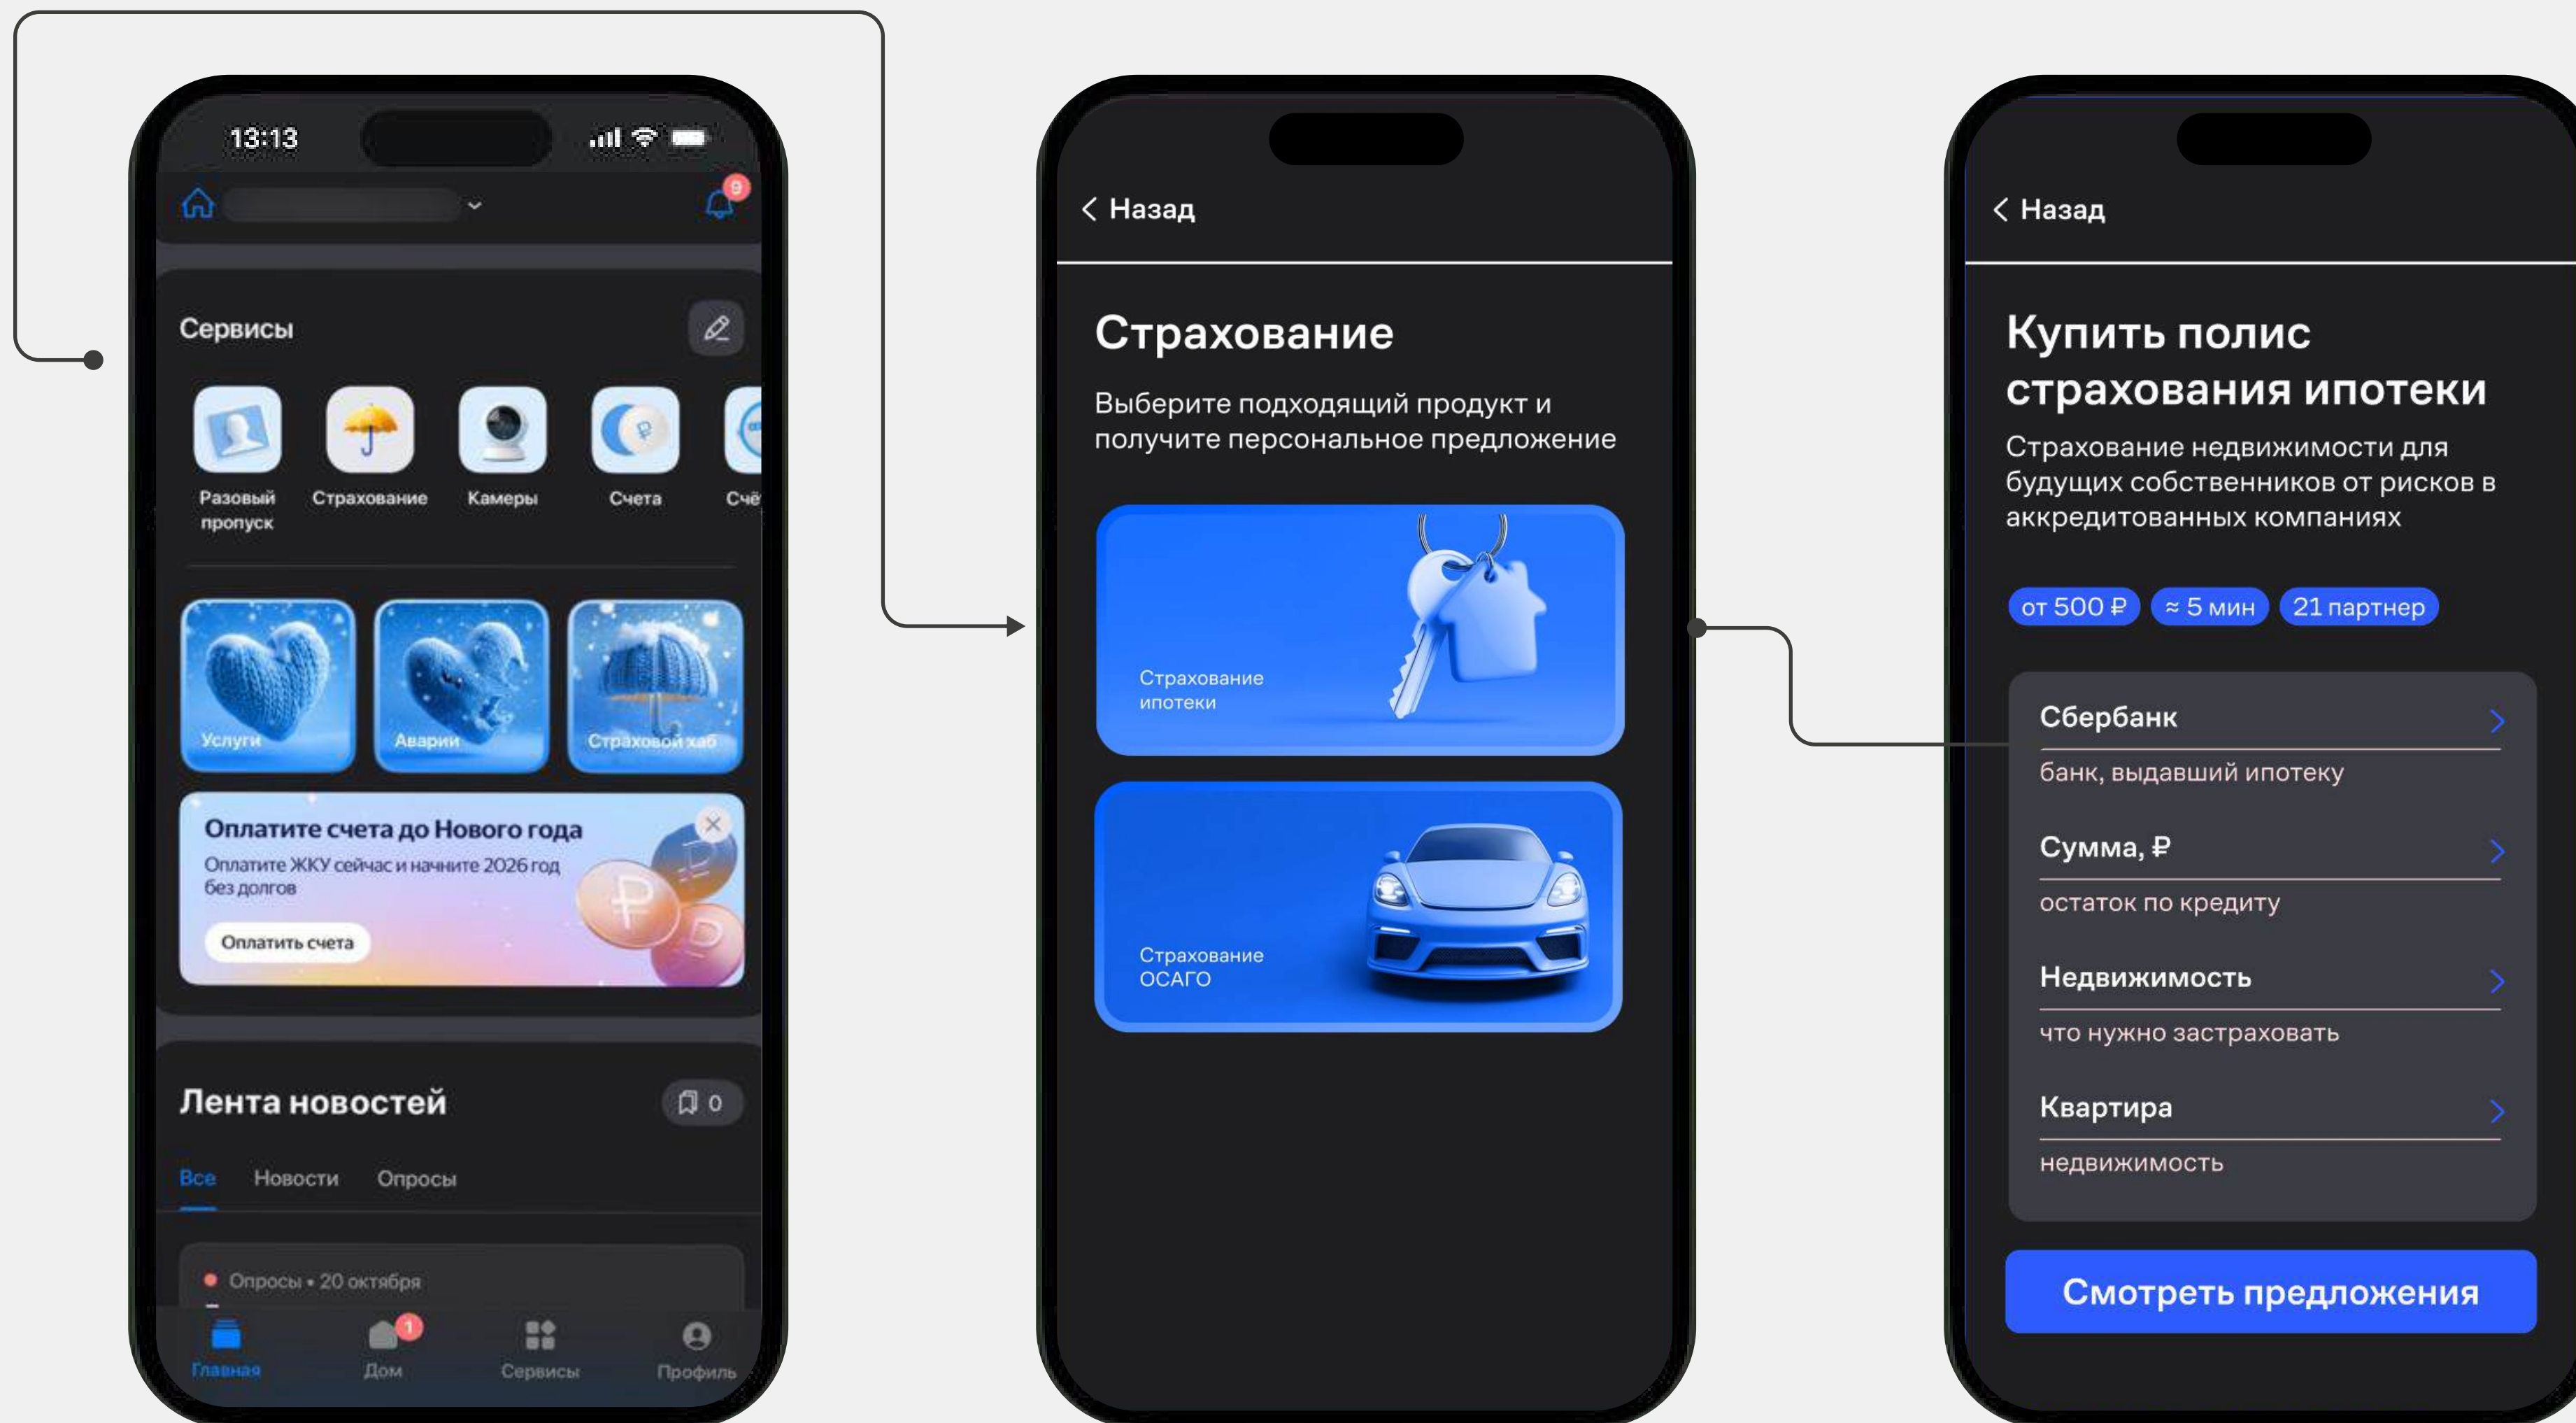 13:13
9
Сервисы
Разовый
пропуск
Страхование
Камеры
Счета
Счё
Услуги
Аварии
Страховой хаб
Оплатите счета до Нового года
Оплатите ЖКУ сейчас и начните 2026 год
без долгов
Оплатить счета
Лента новостей
0
Все Новости Опросы
Опросы • 20 октября
1
Главная Дом Сервисы Профиль
Назад
Страхование
Выберите подходящий продукт и
получите персональное предложение
Страхование
ипотеки
Страхование
ОСАГО
Назад
Купить полис
страхования ипотеки
Страхование недвижимости для
будущих собственников от рисков в
аккредитованных компаниях
от 500 ₽ ≈ 5 мин 21 партнер
Сбербанк
банк, выдавший ипотеку
Сумма, ₽
остаток по кредиту
Недвижимость
что нужно застраховать
Квартира
недвижимость
Смотреть предложения